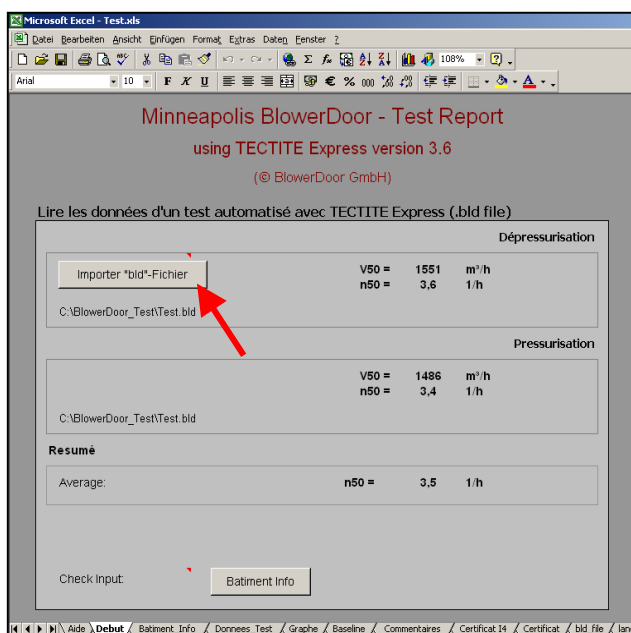 Microsoft Excel - Test.xls
Datei Bearbeiten Ansicht Einfügen Format Extras Daten Fenster ?
108%
Arial 10 F K U € % 000
Minneapolis BlowerDoor - Test Report
using TECTITE Express version 3.6
(© BlowerDoor GmbH)
Lire les données d'un test automatisé avec TECTITE Express (.bld file)
Dépressurisation
Importer "bld"-Fichier
V50 = 1551 m³/h
n50 = 3,6 1/h
C:\BlowerDoor_Test\Test.bld
Pressurisation
V50 = 1486 m³/h
n50 = 3,4 1/h
C:\BlowerDoor_Test\Test.bld
Resumé
Average: n50 = 3,5 1/h
Check Input: Batiment Info
Aide Debut Batiment Info Donnees Test Graphe Baseline Commentaires Certificat I4 Certificat bld file lan